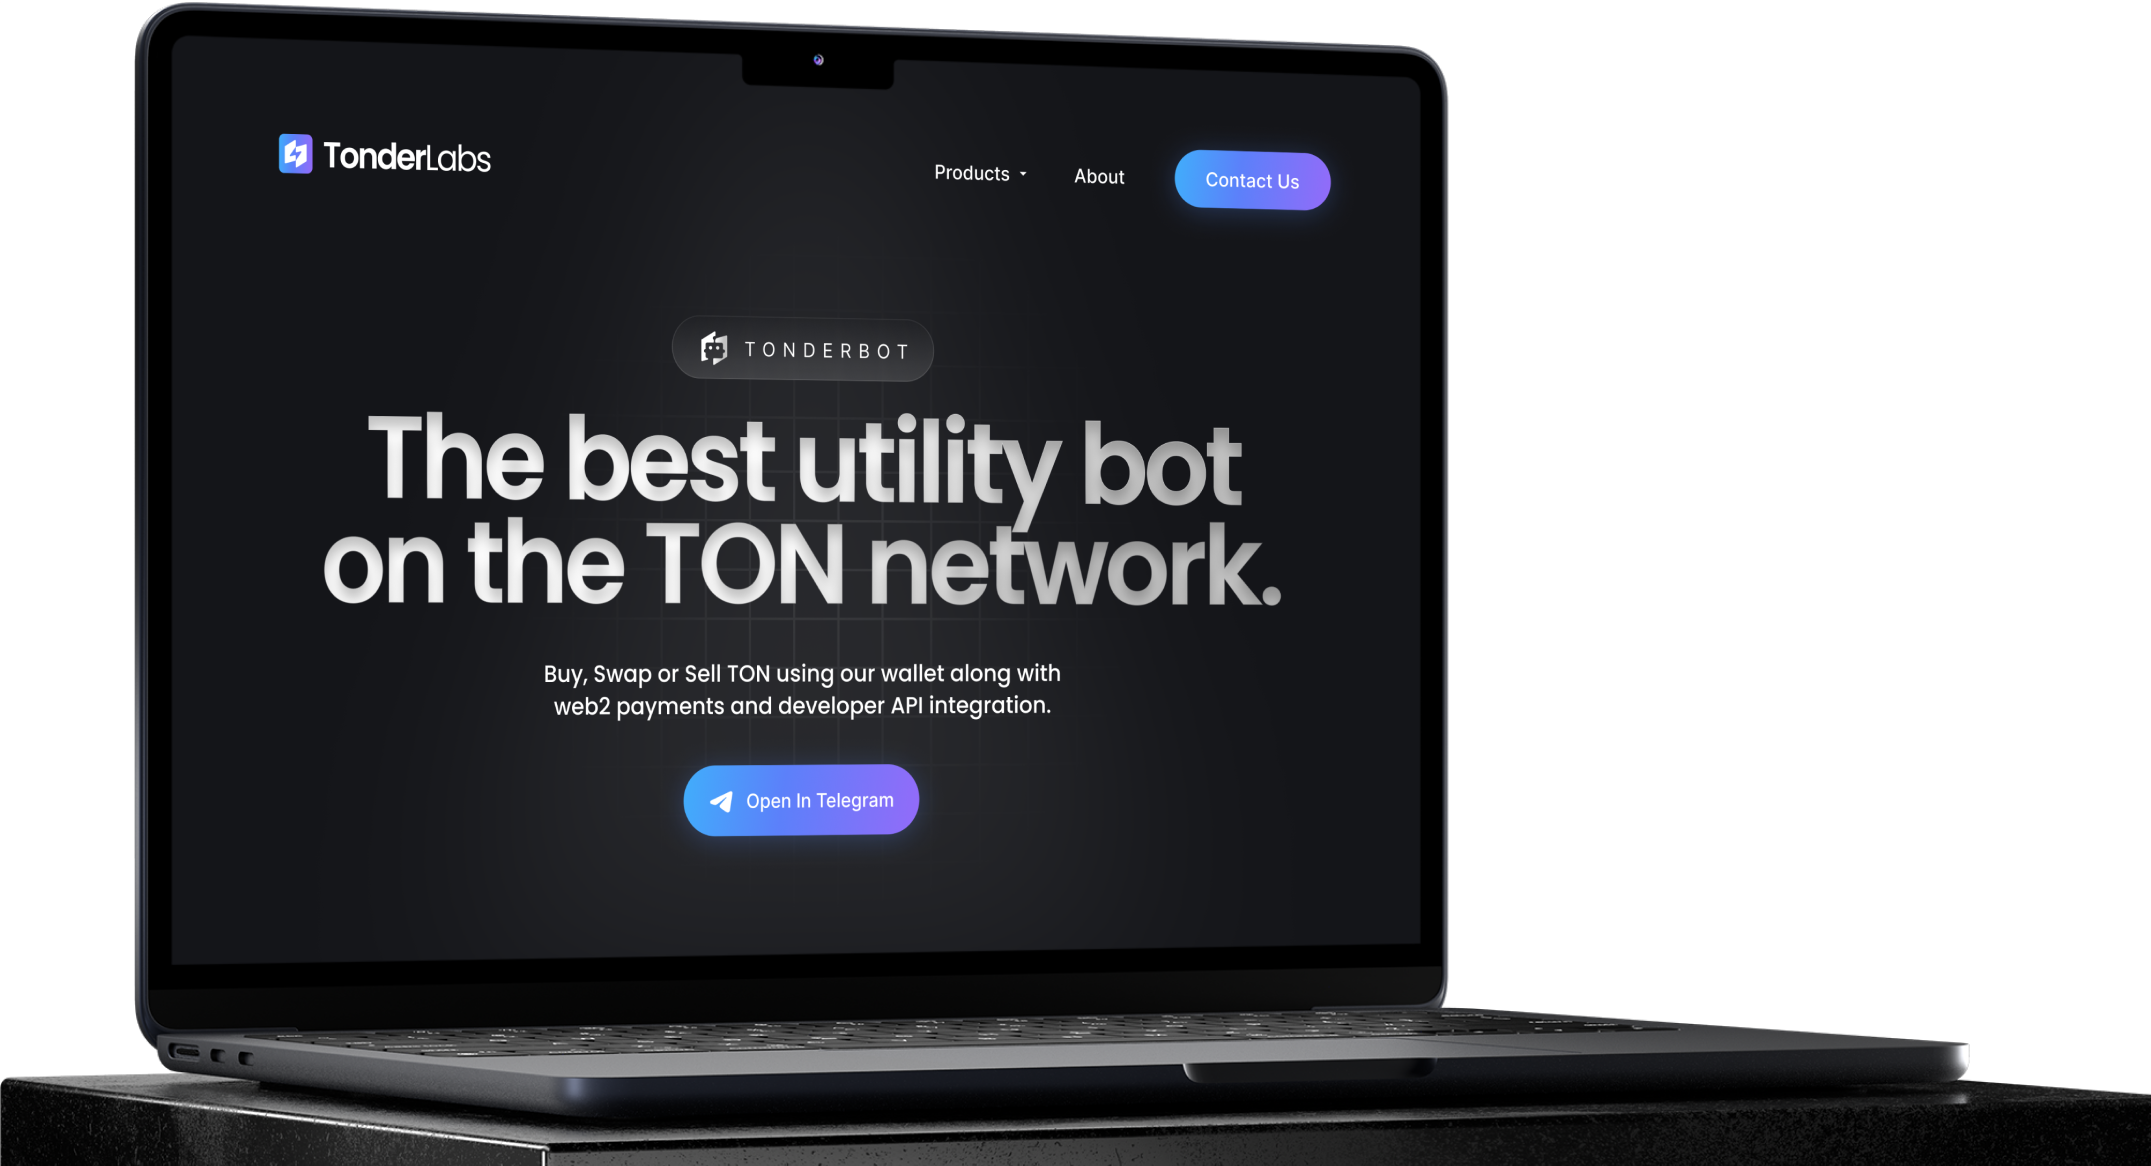 TonderLabs
Products
About
Contact Us
TONDERBOT
The best utility bot
on the TON network.
Buy, Swap or Sell TON using our wallet along with
web2 payments and developer API integration.
Open In Telegram